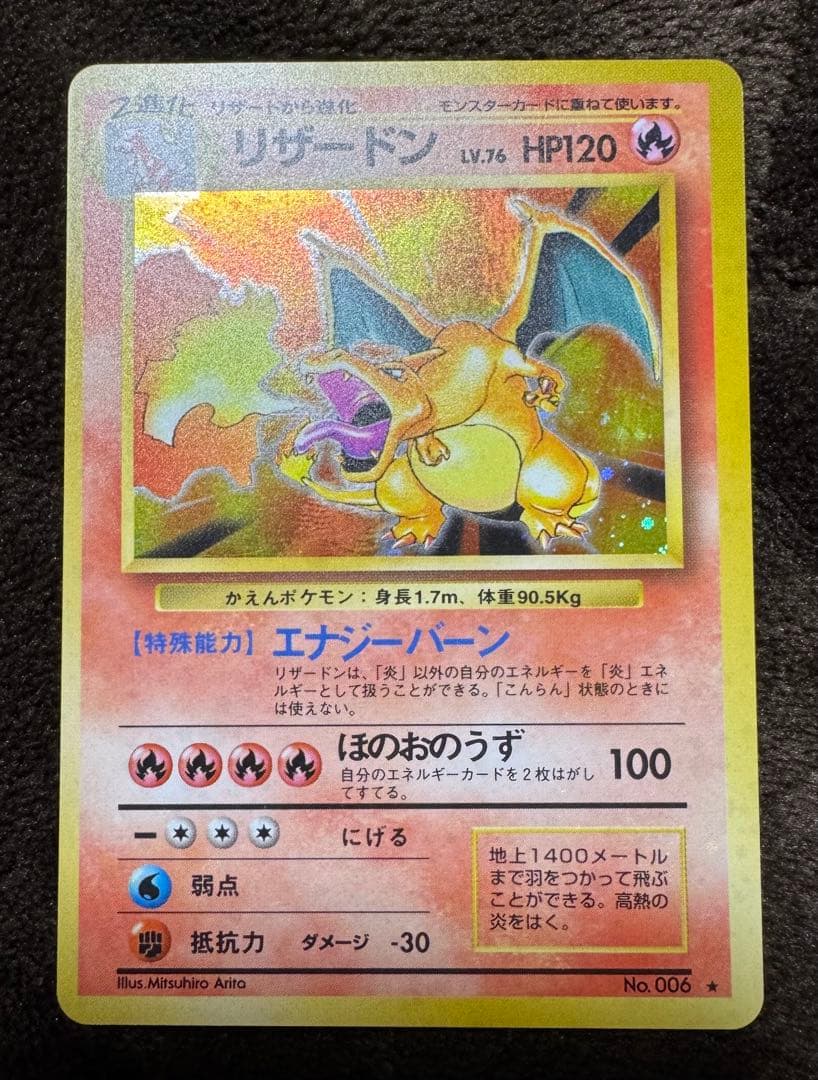 2進化 リザードから進化 モンスターカードに重ねて使います。
リザードン LV.76 HP120
かえんポケモン：身長1.7m、体重90.5Kg
【特殊能力】エナジーバーン
リザードンは、「炎」以外の自分のエネルギーを「炎」エネ
ルギーとして扱うことができる。「こんらん」状態のときに
は使えない。
ほのおのうず 100
自分のエネルギーカードを2枚はがし
てすてる。
にげる
弱点
抵抗力 ダメージ -30
地上1400メートル
まで羽をつかって飛ぶ
ことができる。高熱の
炎をはく。
Illus.Mitsuhiro Arita No.006 ★